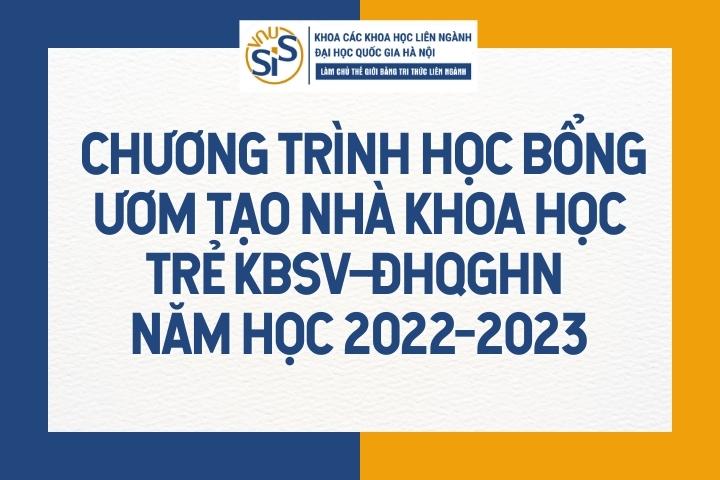 VNU
SiS
KHOA CÁC KHOA HỌC LIÊN NGÀNH
ĐẠI HỌC QUỐC GIA HÀ NỘI
LÀM CHỦ THẾ GIỚI BẰNG TRI THỨC LIÊN NGÀNH
CHƯƠNG TRÌNH HỌC BỔNG
ƯƠM TẠO NHÀ KHOA HỌC
TRẺ KBSV–ĐHQGHN
NĂM HỌC 2022-2023